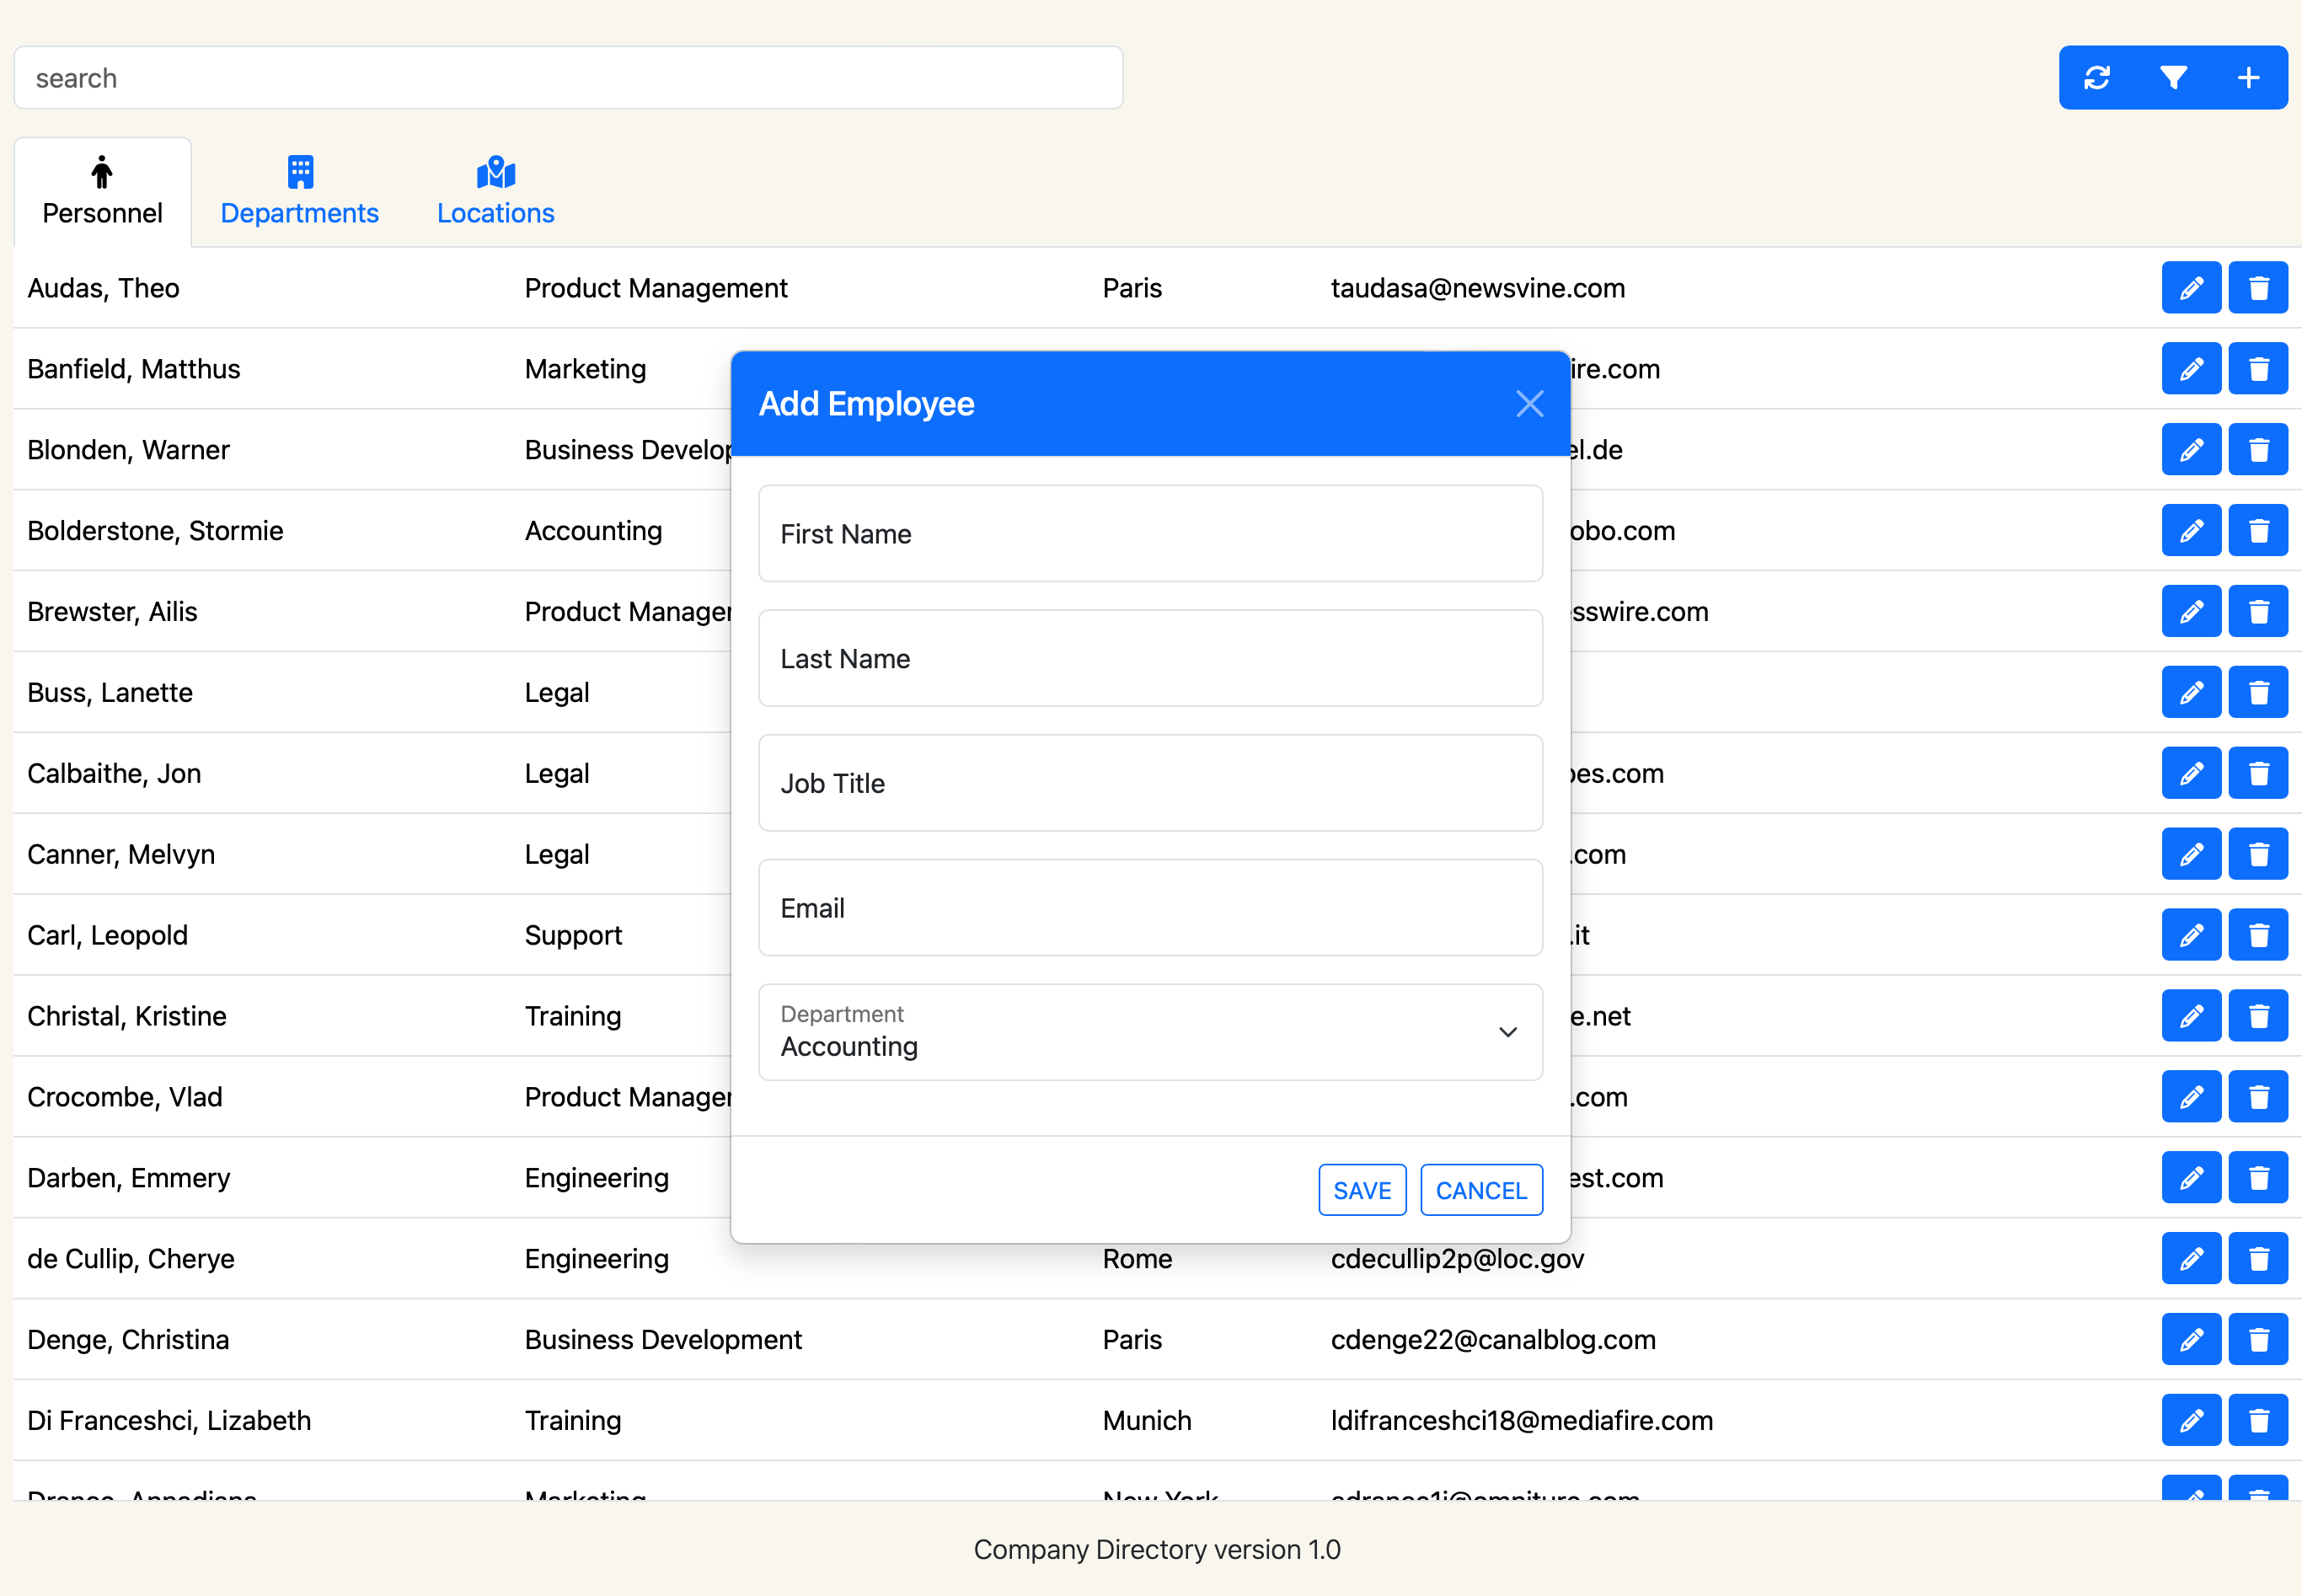 search
Personnel
Departments
Locations
Audas, Theo Product Management Paris taudasa@newsvine.com
Banfield, Matthus Marketing ire.com
Blonden, Warner Business Develop el.de
Bolderstone, Stormie Accounting obo.com
Brewster, Ailis Product Manager sswire.com
Buss, Lanette Legal
Calbaithe, Jon Legal es.com
Canner, Melvyn Legal .com
Carl, Leopold Support .it
Christal, Kristine Training e.net
Crocombe, Vlad Product Manager .com
Darben, Emmery Engineering est.com
de Cullip, Cherye Engineering Rome cdecullip2p@loc.gov
Denge, Christina Business Development Paris cdenge22@canalblog.com
Di Franceshci, Lizabeth Training Munich ldifranceshci18@mediafire.com
Marketing New York
Add Employee
First Name
Last Name
Job Title
Email
Department
Accounting
SAVE CANCEL
Company Directory version 1.0